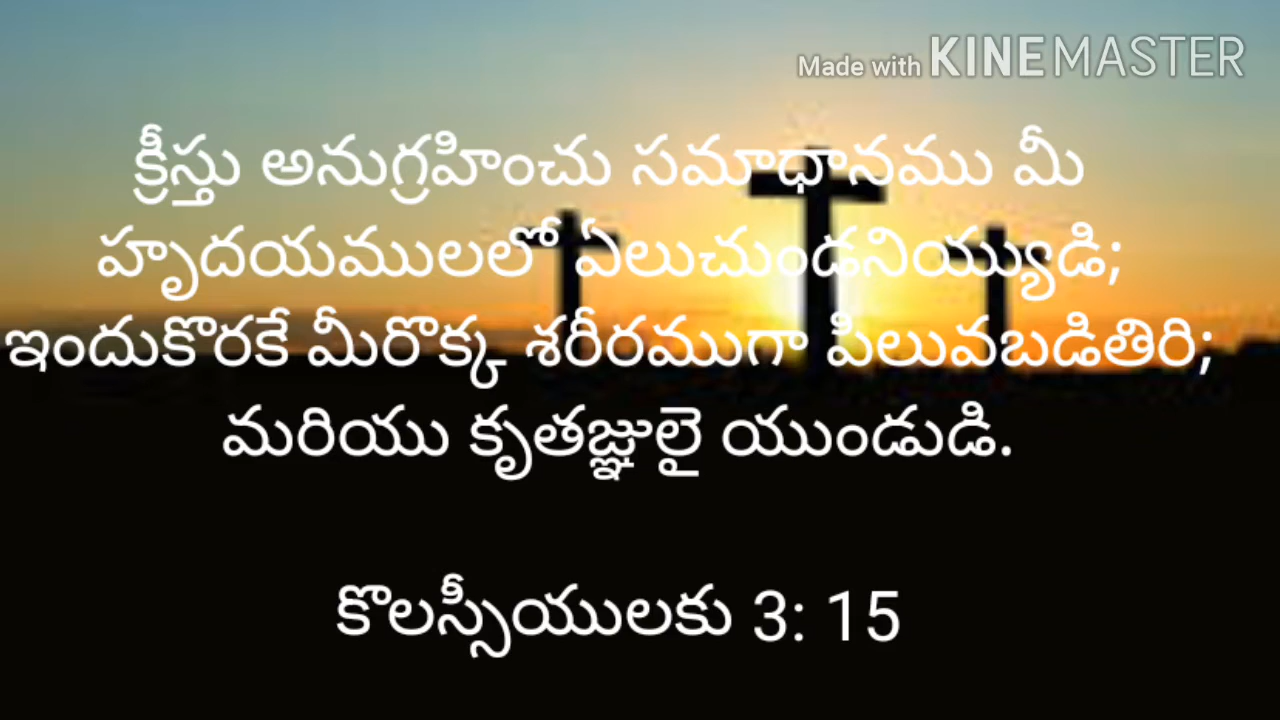 Made with KINEMASTER
క్రీస్తు అనుగ్రహించు సమాధానము మీ
హృదయములలో ఏలుచుండనియ్యుడి;
ఇందుకొరకే మీరొక్క శరీరముగా పిలువబడితిరి;
మరియు కృతజ్ఞులై యుండుడి.
కొలస్సీయులకు 3: 15